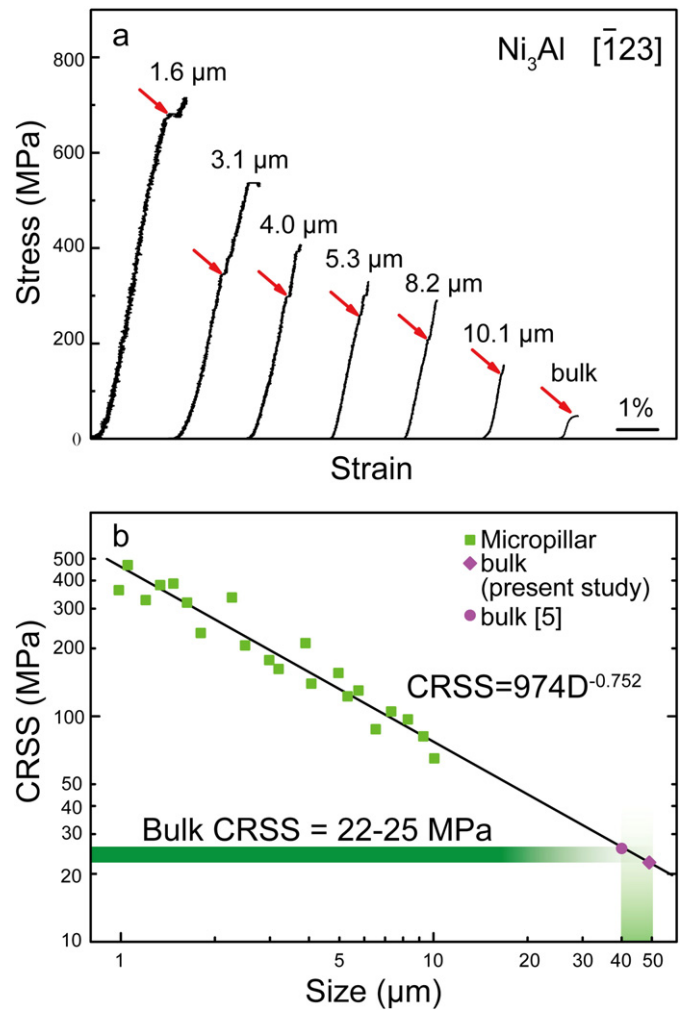 a
Ni₃Al [1̄23]
800
600
400
200
0
Stress (MPa)
1.6 µm
3.1 µm
4.0 µm
5.3 µm
8.2 µm
10.1 µm
bulk
1%
Strain
b
500
400
300
200
100
50
40
30
20
10
CRSS (MPa)
Micropillar
bulk
(present study)
bulk [5]
CRSS=974D⁻⁰·⁷⁵²
Bulk CRSS = 22-25 MPa
1 5 10 20 30 40 50
Size (µm)